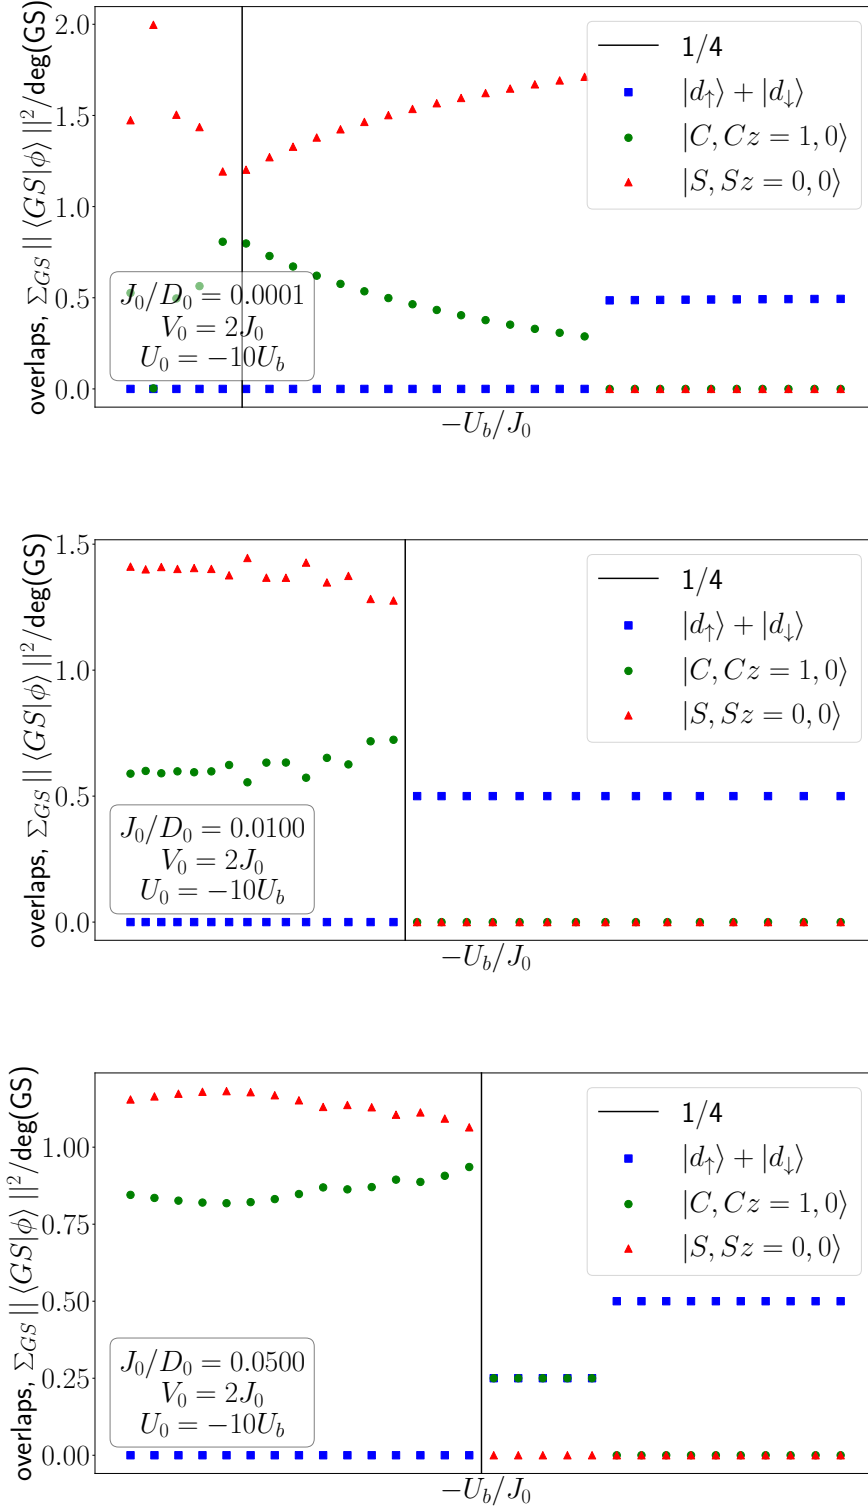 overlaps, Σ_GS || ⟨GS|ϕ⟩ ||²/deg(GS)
2.0
1.5
1.0
0.5
0.0
1/4
|d↑⟩ + |d↓⟩
|C, Cz = 1, 0⟩
|S, Sz = 0, 0⟩
J₀/D₀ = 0.0001
V₀ = 2J₀
U₀ = −10U_b
−U_b/J₀
overlaps, Σ_GS || ⟨GS|ϕ⟩ ||²/deg(GS)
1.5
1.0
0.5
0.0
1/4
|d↑⟩ + |d↓⟩
|C, Cz = 1, 0⟩
|S, Sz = 0, 0⟩
J₀/D₀ = 0.0100
V₀ = 2J₀
U₀ = −10U_b
−U_b/J₀
overlaps, Σ_GS || ⟨GS|ϕ⟩ ||²/deg(GS)
1.00
0.75
0.50
0.25
0.00
1/4
|d↑⟩ + |d↓⟩
|C, Cz = 1, 0⟩
|S, Sz = 0, 0⟩
J₀/D₀ = 0.0500
V₀ = 2J₀
U₀ = −10U_b
−U_b/J₀